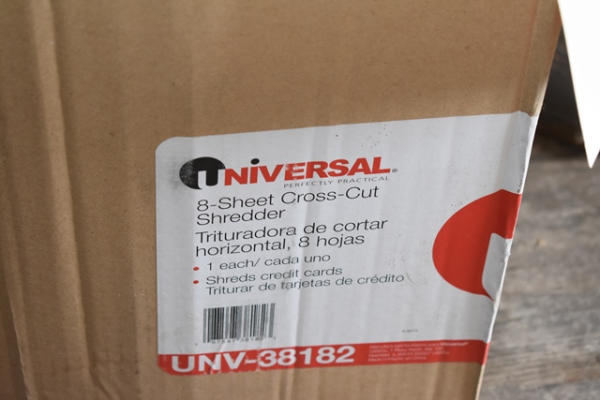 UNIVERSAL®
PERFECTLY PRACTICAL
8-Sheet Cross-Cut
Shredder
Trituradora de cortar
horizontal, 8 hojas
• 1 each/ cada uno
• Shreds credit cards
Triturar de tarjetas de crédito
UNV-38182